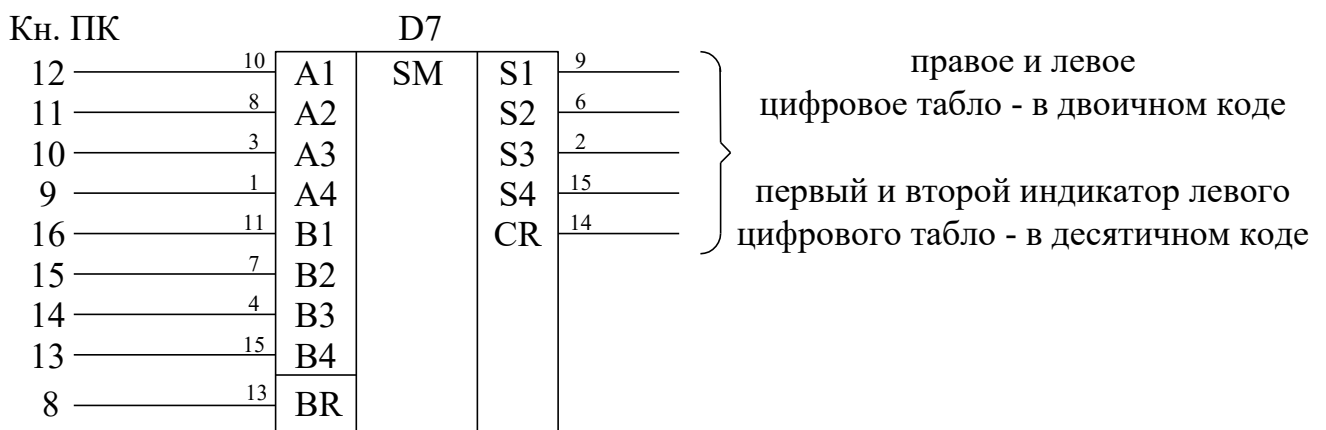 Кн. ПК D7
12 10 A1 SM S1 9
11 8 A2 S2 6
10 3 A3 S3 2
9 1 A4 S4 15
16 11 B1 CR 14
15 7 B2
14 4 B3
13 15 B4
8 13 BR
правое и левое
цифровое табло - в двоичном коде
первый и второй индикатор левого
цифрового табло - в десятичном коде